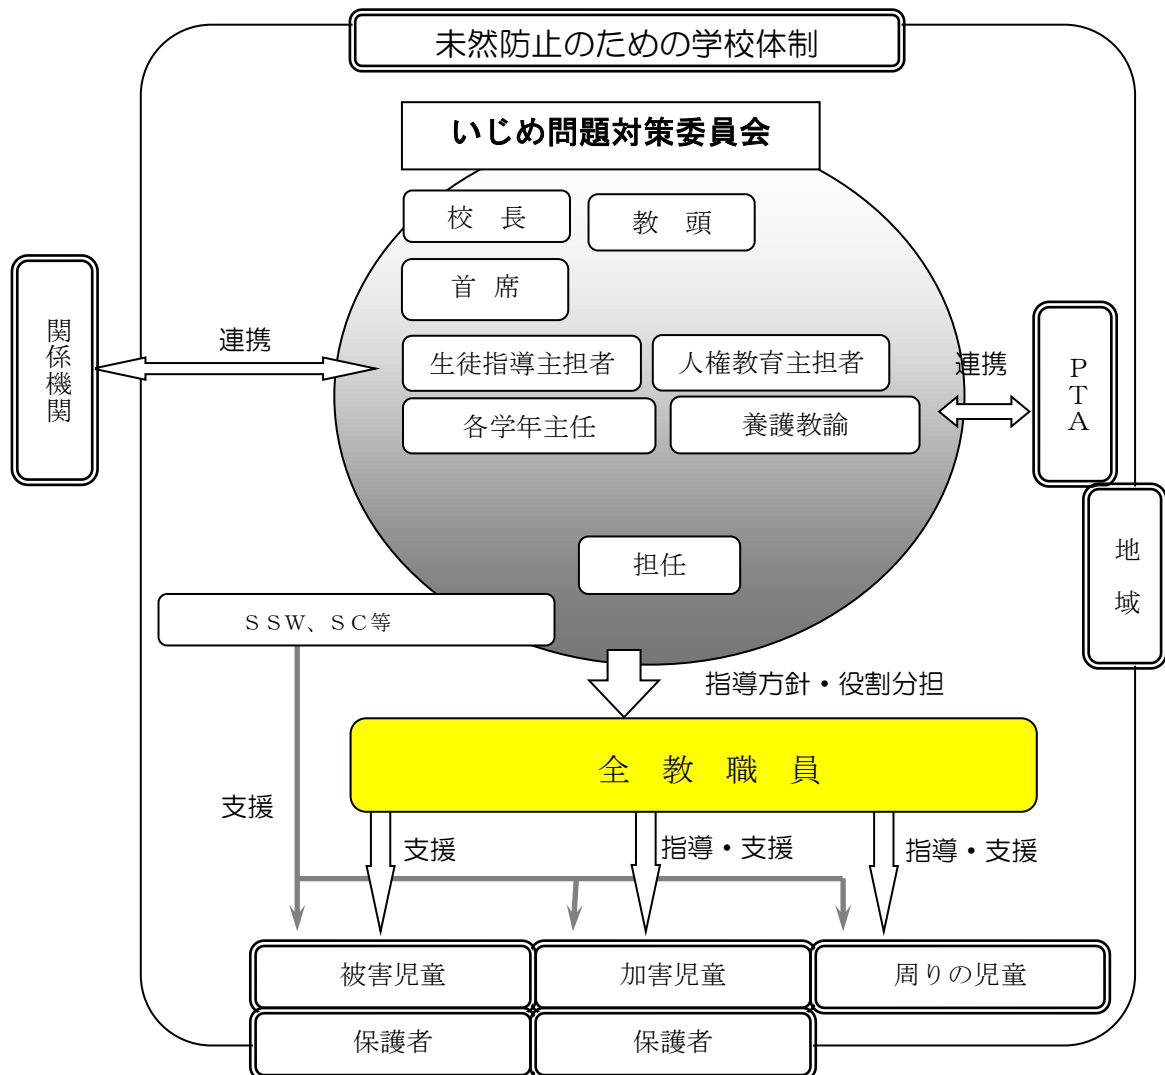 未然防止のための学校体制
いじめ問題対策委員会
校　長
教　頭
首 席
関係機関
連携
生徒指導主担者
人権教育主担者
連携
PTA
各学年主任
養護教諭
地域
担任
ＳＳＷ、ＳＣ等
指導方針・役割分担
全　教　職　員
支援
支援
指導・支援
指導・支援
被害児童
加害児童
周りの児童
保護者
保護者